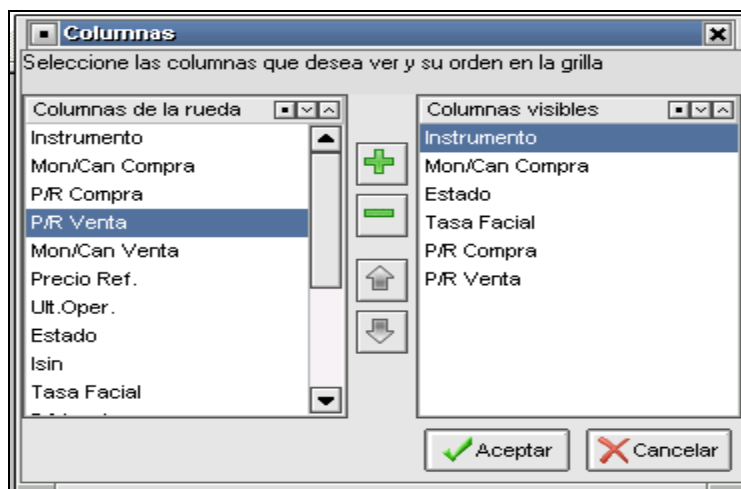 Columnas
Seleccione las columnas que desea ver y su orden en la grilla
Columnas de la rueda
Instrumento
Mon/Can Compra
P/R Compra
P/R Venta
Mon/Can Venta
Precio Ref.
Ult.Oper.
Estado
Isin
Tasa Facial
Columnas visibles
Instrumento
Mon/Can Compra
Estado
Tasa Facial
P/R Compra
P/R Venta
Aceptar
Cancelar